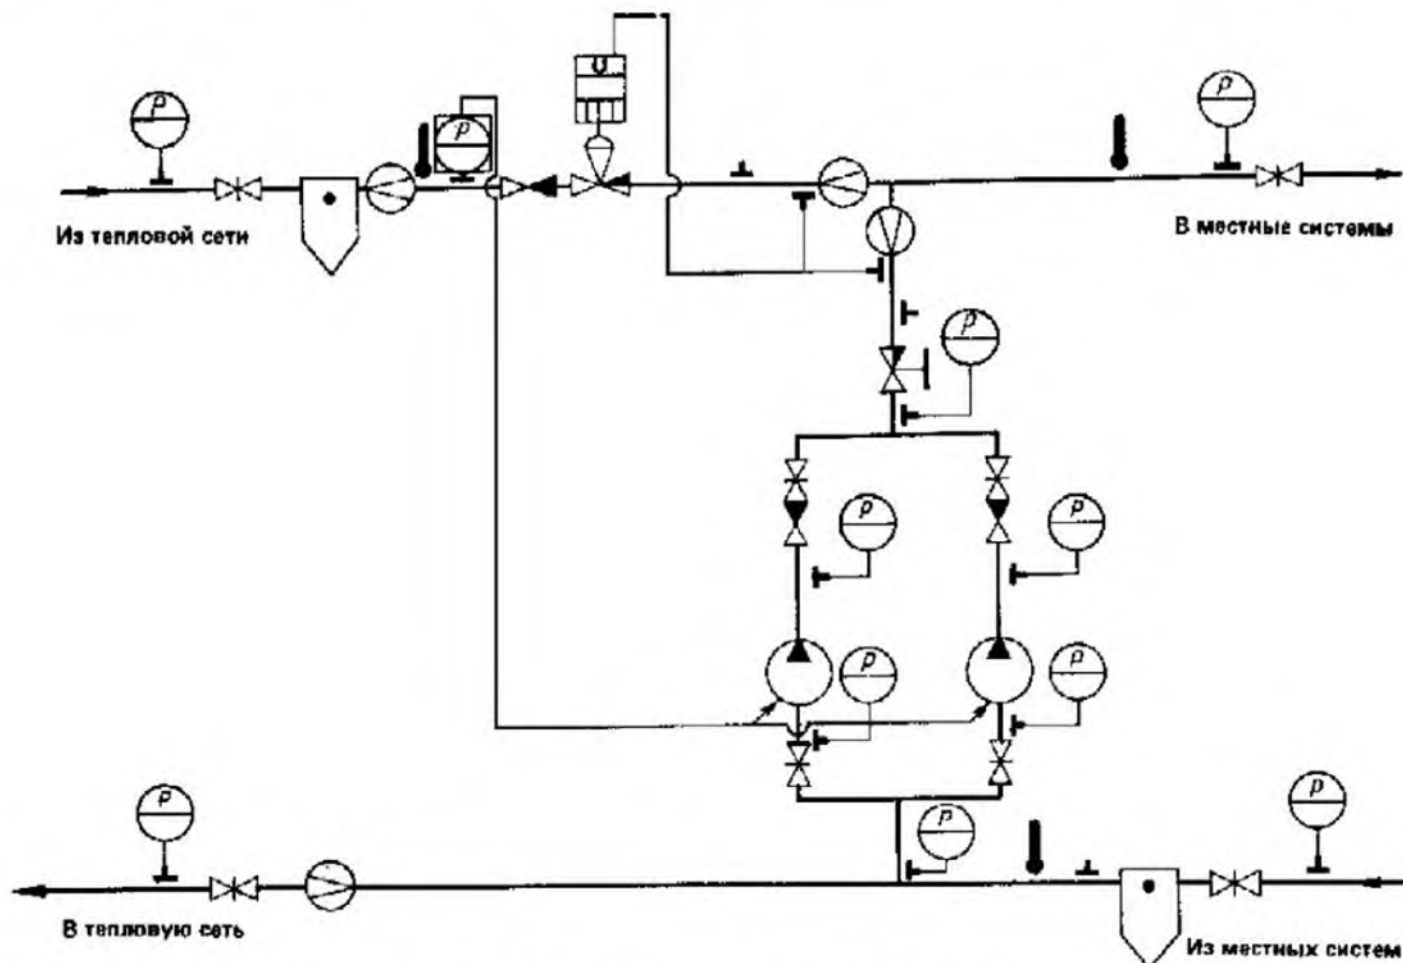 P
P
P
U
Из тепловой сети
В местные системы
P
P
P
P
P
P
P
P
В тепловую сеть
Из местных систем